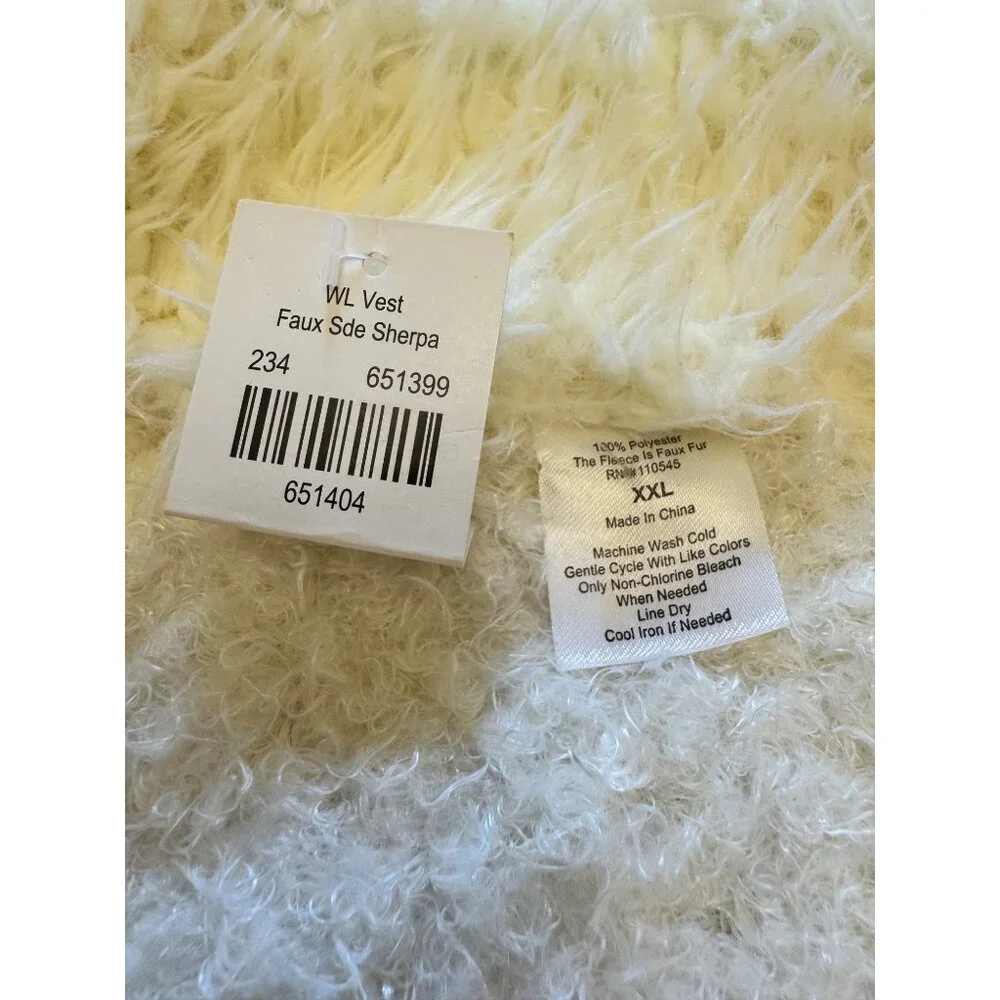 WL Vest
Faux Sde Sherpa
234 651399
651404
100% Polyester
The Fleece Is Faux Fur
RN# 110545
XXL
Made In China
Machine Wash Cold
Gentle Cycle With Like Colors
Only Non-Chlorine Bleach
When Needed
Line Dry
Cool Iron If Needed